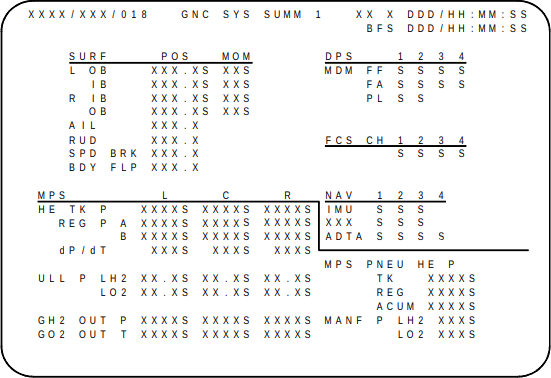 XXXX/XXX/018 GNC SYS SUMM 1 XX X DDD/HH:MM:SS
BFS DDD/HH:MM:SS
SURF POS MOM DPS 1 2 3 4
L OB XXX.XS XXS MDM FF S S S S
IB XXX.XS XXS FA S S S S
R IB XXX.XS XXS PL S S
OB XXX.XS XXS
AIL XXX.X
RUD XXX.X FCS CH 1 2 3 4
SPD BRK XXX.X S S S
BDY FLP XXX.X
MPS L C R NAV 1 2 3 4
HE TK P XXXXS XXXXS XXXXS IMU S S S
REG P A XXXXS XXXXS XXXXS XXX S S S
B XXXXS XXXXS XXXXS ADTA S S S S
dP/dT XXXS XXXS XXXS
MPS PNEU HE P
ULL P LH2 XX.XS XX.XS XX.XS TK XXXXS
LO2 XX.XS XX.XS XX.XS REG XXXXS
ACUM XXXXS
GH2 OUT P XXXXS XXXXS XXXXS MANF P LH2 XXXS
GO2 OUT T XXXXS XXXXS XXXXS LO2 XXXS